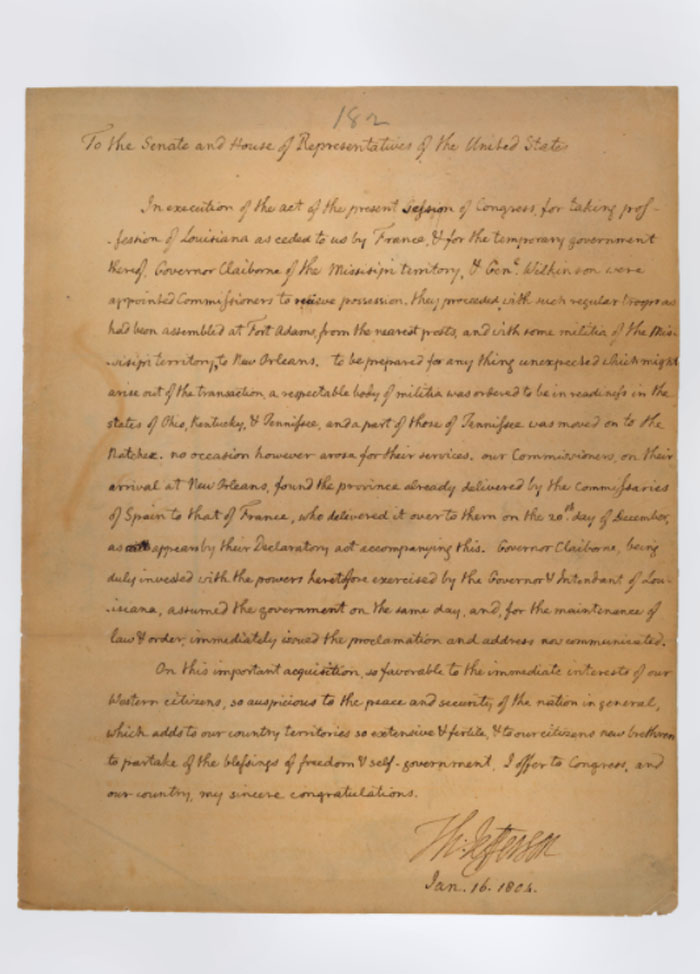 182
To the Senate and House of Representatives of the United States
In execution of the act of the present Session of Congress, for taking pos-
-session of Louisiana as ceded to us by France, & for the temporary government
thereof, Governor Claiborne of the Missisipi territory, & Genl. Wilkinson were
appointed Commissioners to recieve possession. they proceeded, with such regular troops as
had been assembled at Fort Adams, from the nearest posts, and with some militia of the Mis-
-sisipi territory, to New Orleans. to be prepared for any thing unexpected which might
arise out of the transaction, a respectable body of militia was ordered to be in readiness in the
states of Ohio, Kentucky, & Tennissee, and a part of those of Tennissee was moved on to the
Natchez. no occasion however arose for their services. our Commissioners, on their
arrival at New Orleans, found the province already delivered by the Commissaries
of Spain to that of France, who delivered it over to them on the 20th day of December,
as appears by their Declaratory act accompanying this. Governor Claiborne, being
duly invested with the powers heretofore exercised by the Governor & Intendant of Lou-
-isiana, assumed the government on the same day, and, for the maintenance of
law & order, immediately issued the proclamation and address now communicated.
On this important acquisition, so favorable to the immediate interests of our
Western citizens, so auspicious to the peace and security of the nation in general,
which adds to our country territories so extensive & fertile, & to our citizens new brethren
to partake of the blessings of freedom & self-government, I offer to Congress, and
our country, my sincere congratulations.
Th: Jefferson
Jan. 16. 1804.